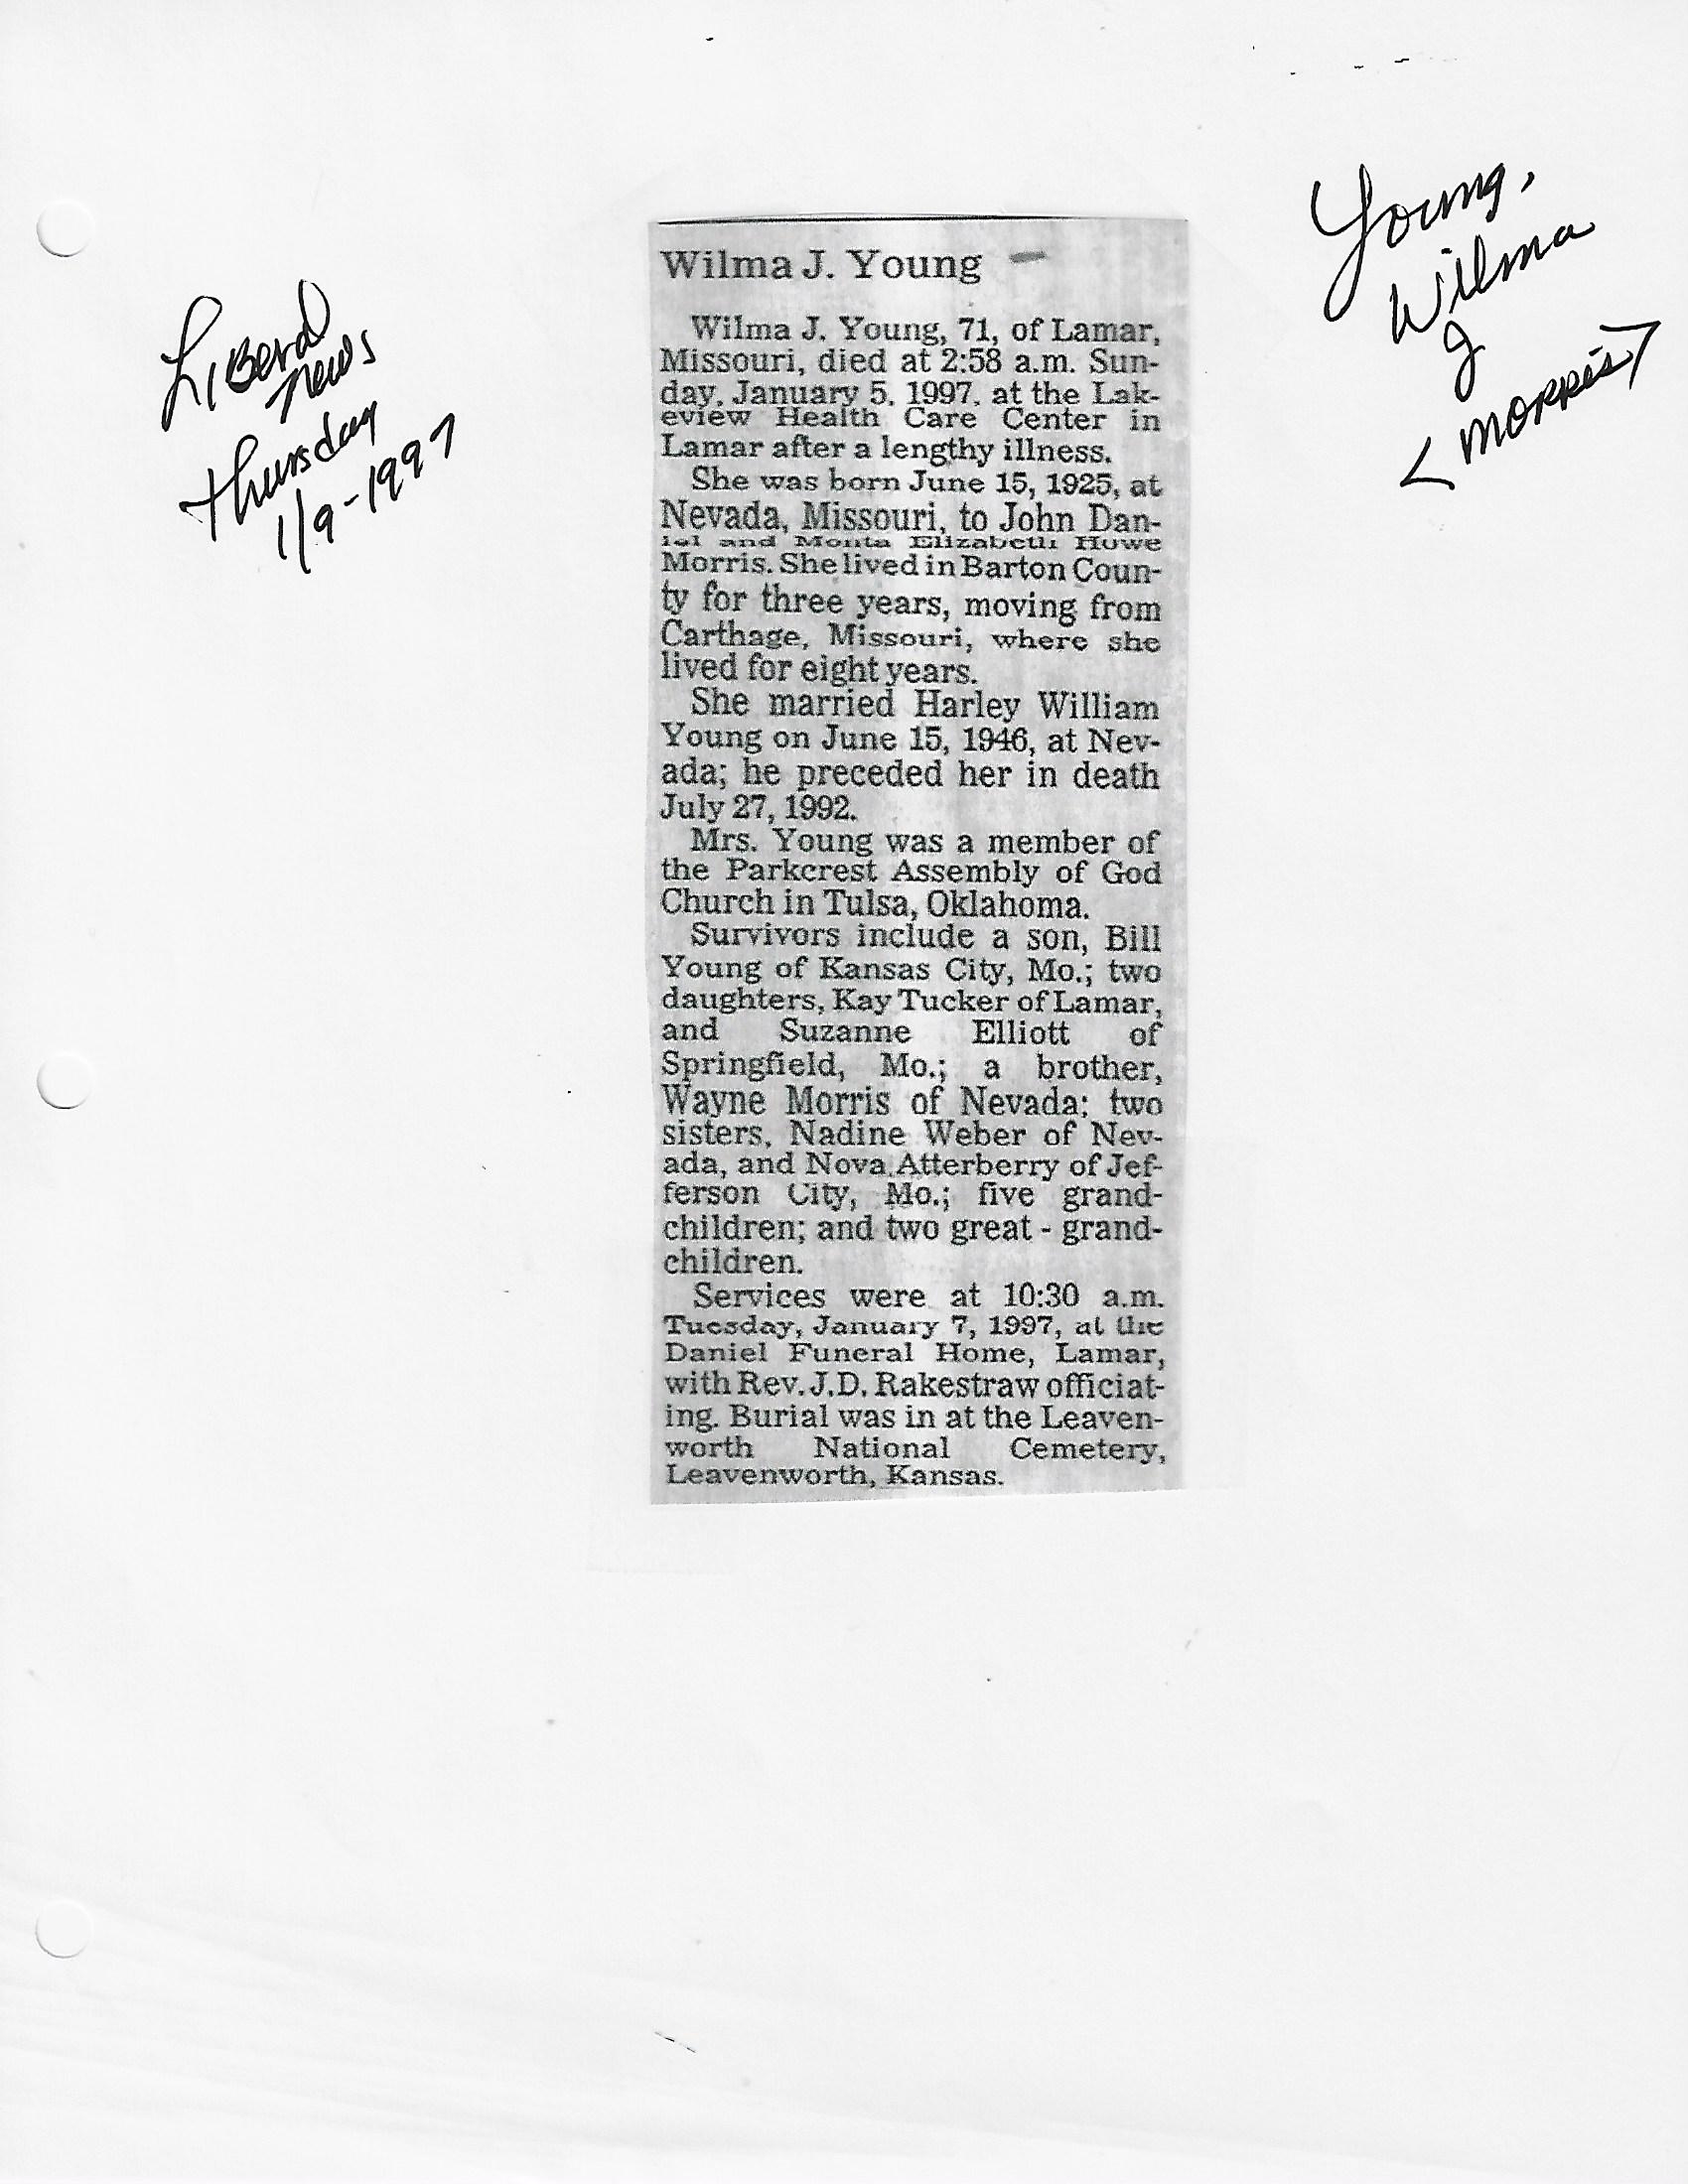 Young,
Wilma
J
< MORRIS >
Liberal
News
Thursday
1/9-1997
Wilma J. Young
Wilma J. Young, 71, of Lamar,
Missouri, died at 2:58 a.m. Sun-
day, January 5, 1997, at the Lak-
eview Health Care Center in
Lamar after a lengthy illness.
She was born June 15, 1925, at
Nevada, Missouri, to John Dan-
iel and Monta Elizabeth Howe
Morris. She lived in Barton Coun-
ty for three years, moving from
Carthage, Missouri, where she
lived for eight years.
She married Harley William
Young on June 15, 1946, at Nev-
ada; he preceded her in death
July 27, 1992.
Mrs. Young was a member of
the Parkcrest Assembly of God
Church in Tulsa, Oklahoma.
Survivors include a son, Bill
Young of Kansas City, Mo.; two
daughters, Kay Tucker of Lamar,
and Suzanne Elliott of
Springfield, Mo.; a brother,
Wayne Morris of Nevada; two
sisters, Nadine Weber of Nev-
ada, and Nova Atterberry of Jef-
ferson City, Mo.; five grand-
children; and two great - grand-
children.
Services were at 10:30 a.m.
Tuesday, January 7, 1997, at the
Daniel Funeral Home, Lamar,
with Rev. J.D. Rakestraw officiat-
ing. Burial was in at the Leaven-
worth National Cemetery,
Leavenworth, Kansas.